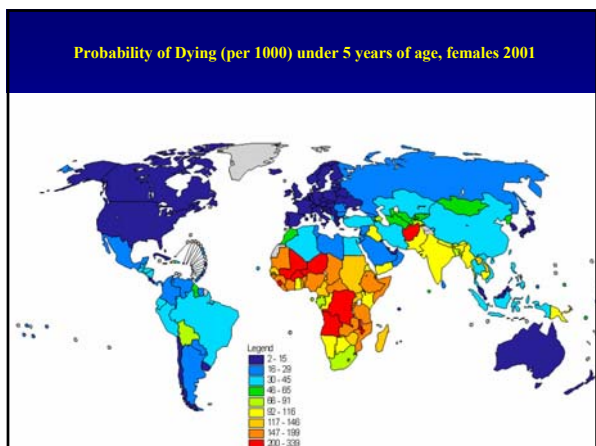 Probability of Dying (per 1000) under 5 years of age, females 2001
Legend
2 - 15
16 - 29
30 - 45
46 - 65
66 - 91
92 - 116
117 - 146
147 - 199
200 - 339